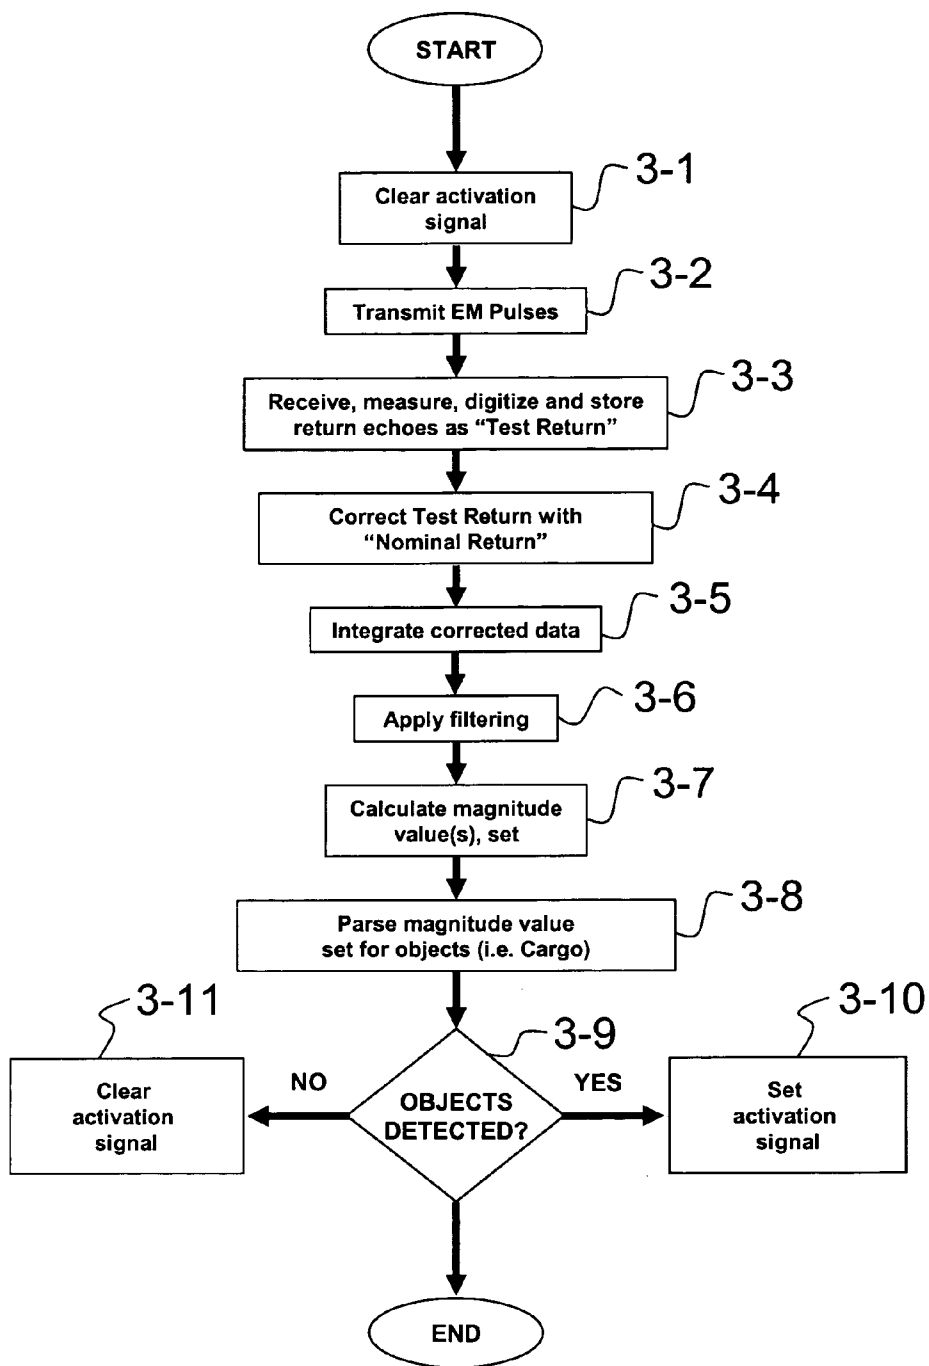 START
3-1
Clear activation
signal
3-2
Transmit EM Pulses
3-3
Receive, measure, digitize and store
return echoes as “Test Return”
3-4
Correct Test Return with
“Nominal Return”
3-5
Integrate corrected data
3-6
Apply filtering
3-7
Calculate magnitude
value(s), set
3-8
Parse magnitude value
set for objects (i.e. Cargo)
3-11
3-9
3-10
Clear
activation
signal
NO
OBJECTS
DETECTED?
YES
Set
activation
signal
END